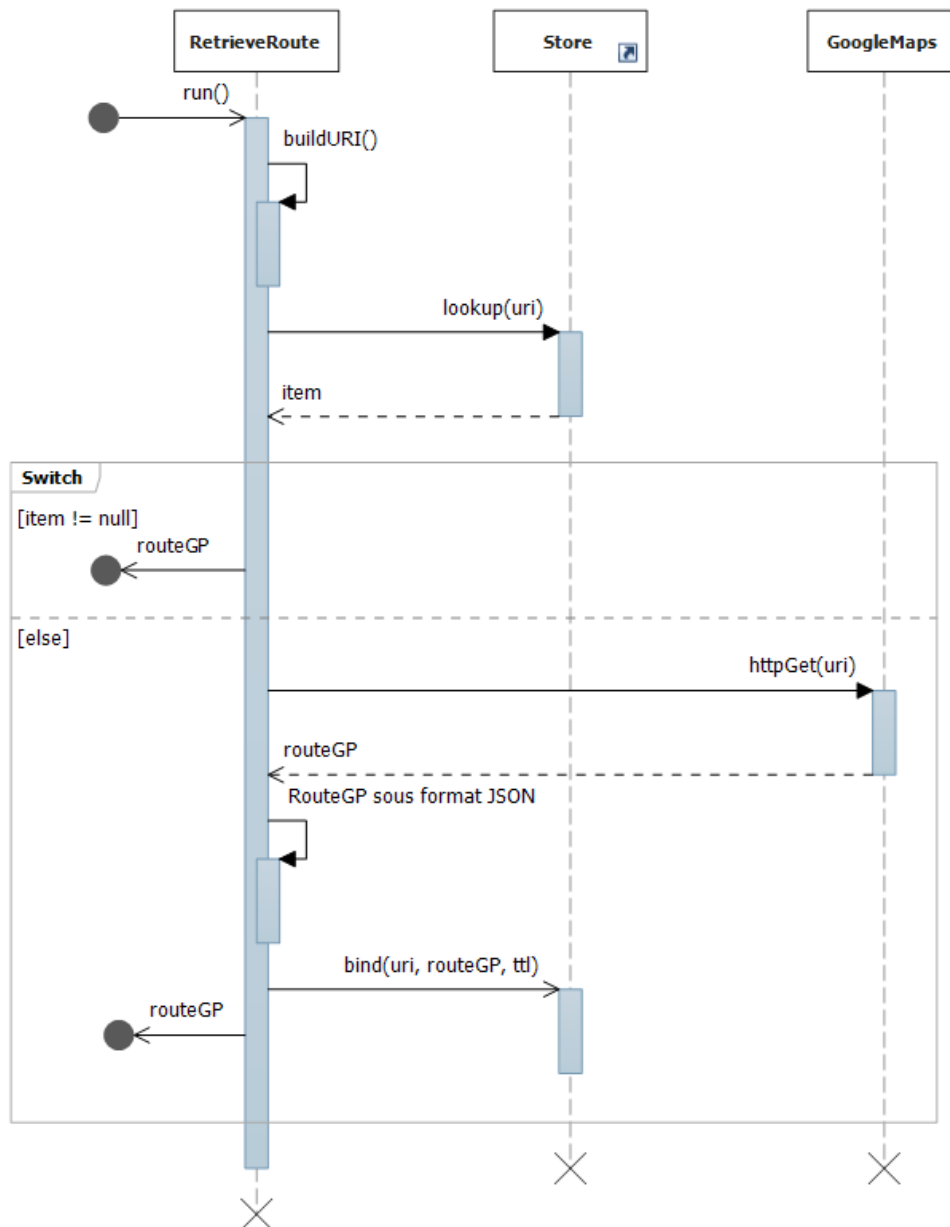 RetrieveRoute
Store
GoogleMaps
run()
buildURI()
lookup(uri)
item
Switch
[item != null]
routeGP
[else]
httpGet(uri)
routeGP
RouteGP sous format JSON
bind(uri, routeGP, ttl)
routeGP